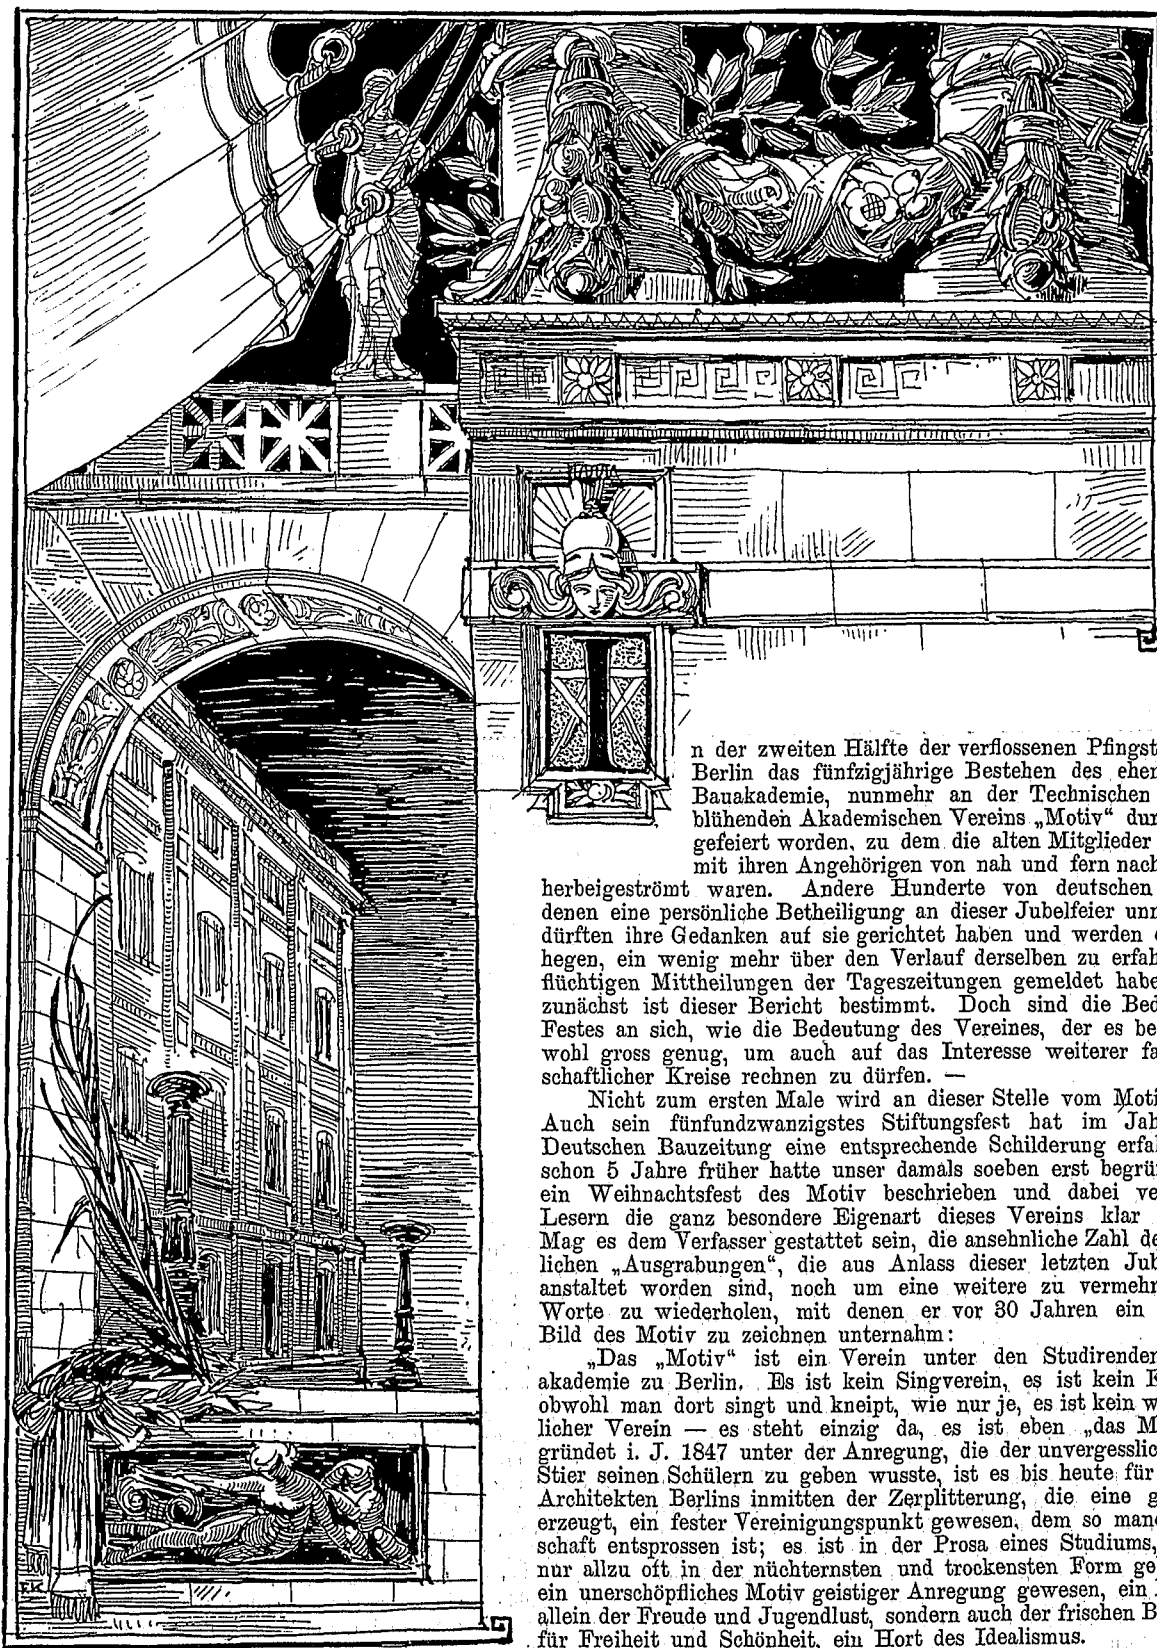 I
n der zweiten Hälfte der verflossenen Pfingst
Berlin das fünfzigjährige Bestehen des eher
Bauakademie, nunmehr an der Technischen
blühenden Akademischen Vereins „Motiv“ dur
gefeiert worden, zu dem die alten Mitglieder
mit ihren Angehörigen von nah und fern nach
herbeigeströmt waren. Andere Hunderte von deutschen
denen eine persönliche Betheiligung an dieser Jubelfeier unr
dürften ihre Gedanken auf sie gerichtet haben und werden
hegen, ein wenig mehr über den Verlauf derselben zu erfah
flüchtigen Mittheilungen der Tageszeitungen gemeldet habe
zunächst ist dieser Bericht bestimmt. Doch sind die Bed
Festes an sich, wie die Bedeutung des Vereines, der es be
wohl gross genug, um auch auf das Interesse weiterer fa
schaftlicher Kreise rechnen zu dürfen. —
Nicht zum ersten Male wird an dieser Stelle vom Moti
Auch sein fünfundzwanzigstes Stiftungsfest hat im Jah
Deutschen Bauzeitung eine entsprechende Schilderung erfa
schon 5 Jahre früher hatte unser damals soeben erst begrü
ein Weihnachtsfest des Motiv beschrieben und dabei ve
Lesern die ganz besondere Eigenart dieses Vereins klar
Mag es dem Verfasser gestattet sein, die ansehnliche Zahl de
lichen „Ausgrabungen“, die aus Anlass dieser letzten Jub
anstaltet worden sind, noch um eine weitere zu vermehr
Worte zu wiederholen, mit denen er vor 30 Jahren ein
Bild des Motiv zu zeichnen unternahm:
„Das „Motiv“ ist ein Verein unter den Studirender
akademie zu Berlin. Es ist kein Singverein, es ist kein
obwohl man dort singt und kneipt, wie nur je, es ist kein w
licher Verein — es steht einzig da, es ist eben „das M
gründet i. J. 1847 unter der Anregung, die der unvergesslic
Stier seinen Schülern zu geben wusste, ist es bis heute für
Architekten Berlins inmitten der Zerplitterung, die eine g
erzeugt, ein fester Vereinigungspunkt gewesen, dem so man
schaft entsprossen ist; es ist in der Prosa eines Studiums,
nur allzu oft in der nüchternsten und trockensten Form ge
ein unerschöpfliches Motiv geistiger Anregung gewesen, ein
allein der Freude und Jugendlust, sondern auch der frischen B
für Freiheit und Schönheit, ein Hort des Idealismus.
FK